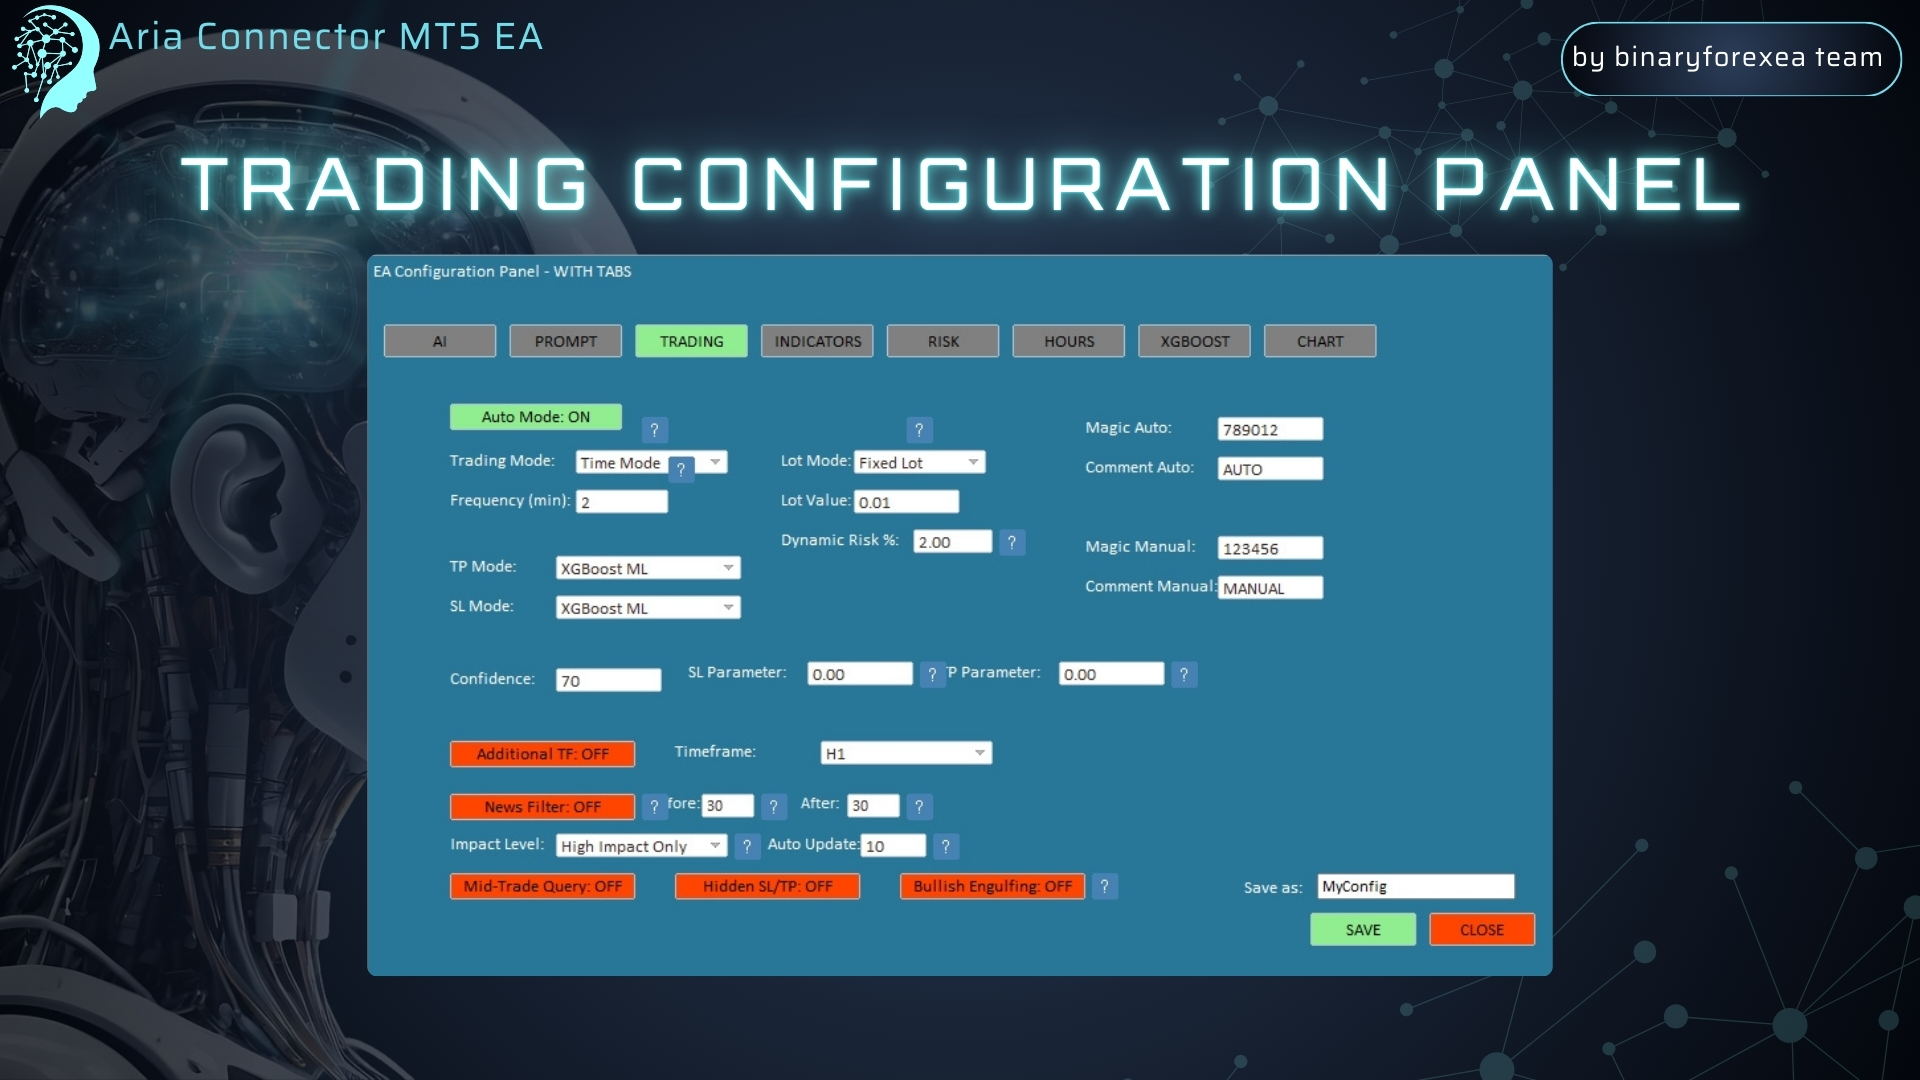 Aria Connector MT5 EA
by binaryforexea team
TRADING CONFIGURATION PANEL
EA Configuration Panel - WITH TABS
AI PROMPT TRADING INDICATORS RISK HOURS XGBOOST CHART
Auto Mode: ON ? ? Magic Auto: 789012
Trading Mode: Time Mode ? Lot Mode: Fixed Lot Comment Auto: AUTO
Frequency (min): 2 Lot Value: 0.01
Dynamic Risk %: 2.00 ? Magic Manual: 123456
TP Mode: XGBoost ML Comment Manual: MANUAL
SL Mode: XGBoost ML
Confidence: 70 SL Parameter: 0.00 ? P Parameter: 0.00 ?
Additional TF: OFF Timeframe: H1
News Filter: OFF ? fore: 30 ? After: 30 ?
Impact Level: High Impact Only ? Auto Update: 10 ?
Mid-Trade Query: OFF Hidden SL/TP: OFF Bullish Engulfing: OFF ? Save as: MyConfig
SAVE CLOSE